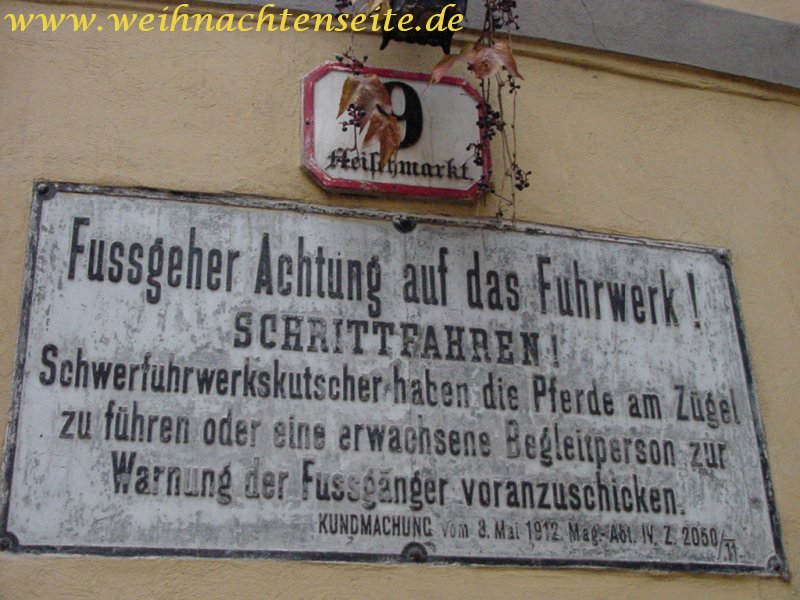 www.weihnachtenseite.de
9
Fleischmarkt.
Fussgeher Achtung auf das Fuhrwerk!
SCHRITTFAHREN!
Schwerfuhrwerkskutscher haben die Pferde am Zügel
zu führen oder eine erwachsene Begleitperson zur
Warnung der Fussgänger voranzuschicken.
KUNDMACHUNG vom 8. Mai 1912. Mag.-Abt. IV. Z. 2050/VI